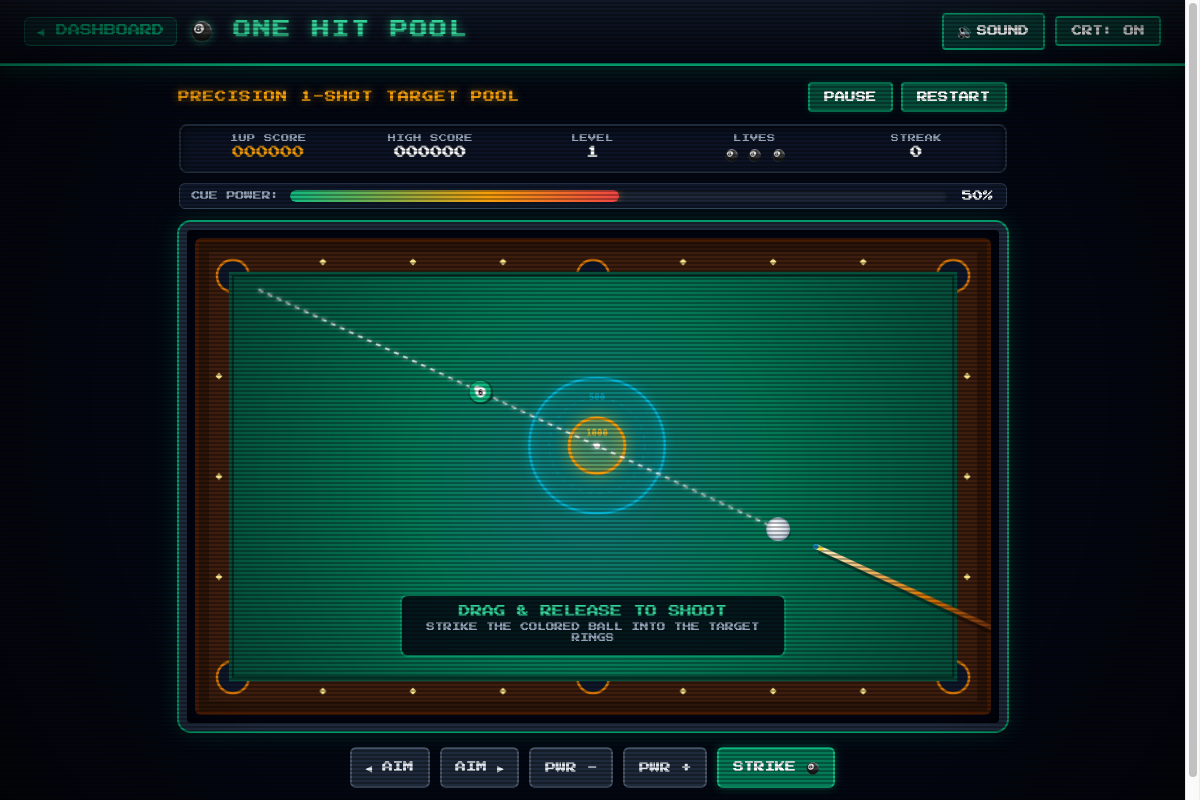 ◂ DASHBOARD
ONE HIT POOL
SOUND
CRT: ON
PRECISION 1-SHOT TARGET POOL
PAUSE
RESTART
1UP SCORE
000000
HIGH SCORE
000000
LEVEL
1
LIVES
STREAK
0
CUE POWER:
50%
500
1000
DRAG & RELEASE TO SHOOT
STRIKE THE COLORED BALL INTO THE TARGET
RINGS
◂ AIM
AIM ▸
PWR -
PWR +
STRIKE